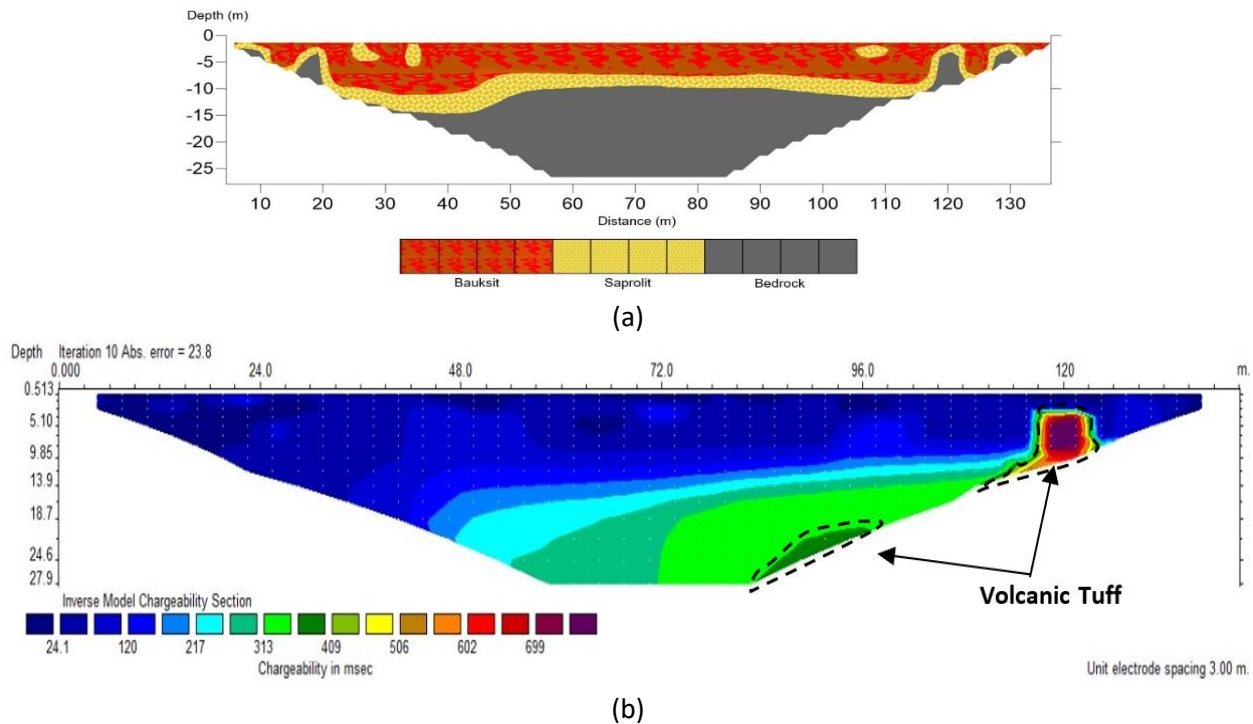 Depth (m)
0
-5
-10
-15
-20
-25
10 20 30 40 50 60 70 80 90 100 110 120 130
Distance (m)
Bauksit Saprolit Bedrock
(a)
Depth Iteration 10 Abs. error = 23.8
0.000 24.0 48.0 72.0 96.0 120 m.
0.513
5.10
9.85
13.9
18.7
24.6
27.9
Volcanic Tuff
Inverse Model Chargeability Section
24.1 120 217 313 409 506 602 699
Chargeability in msec
Unit electrode spacing 3.00 m.
(b)